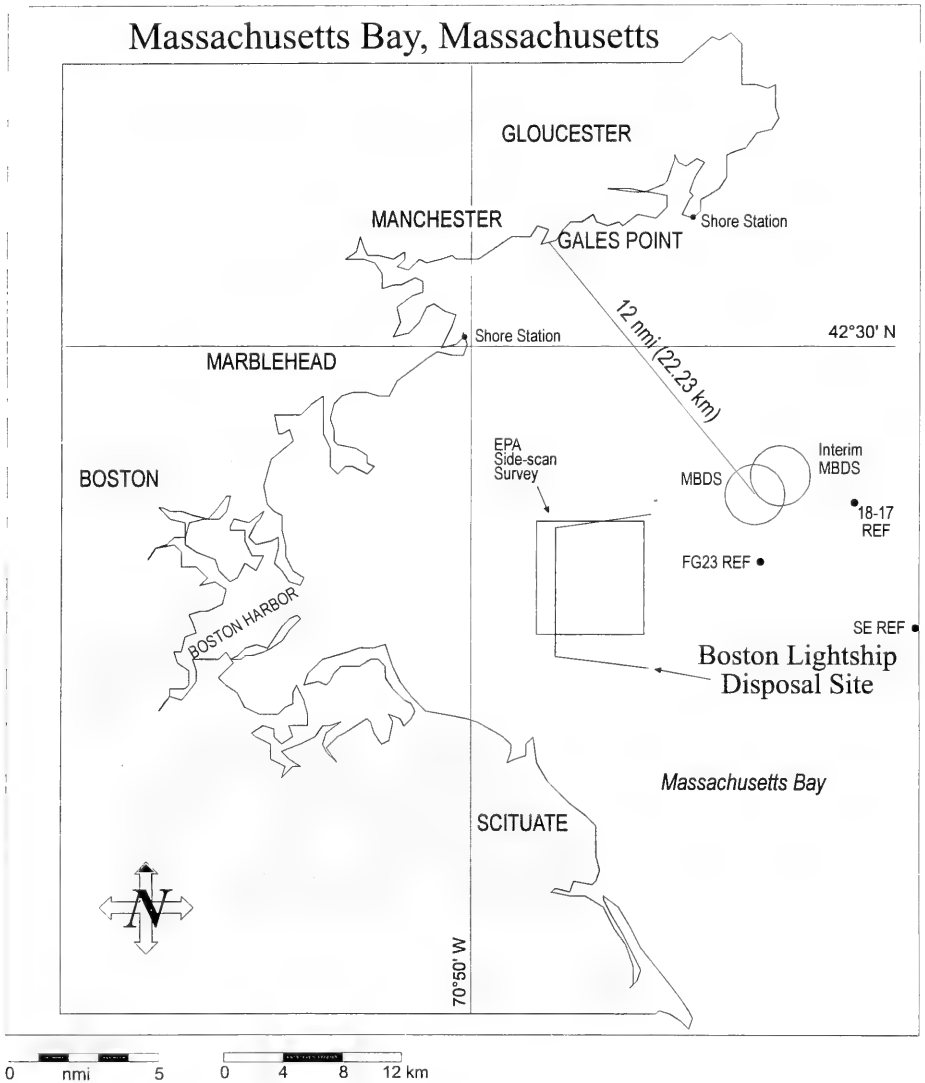 Massachusetts Bay, Massachusetts
GLOUCESTER
MANCHESTER
Shore Station
GALES POINT
12 nmi (22.23 km)
Shore Station
42°30' N
MARBLEHEAD
EPA
Side-scan
Survey
Interim
MBDS
MBDS
BOSTON
18-17
REF
FG23 REF
BOSTON HARBOR
SE REF
Boston Lightship
Disposal Site
Massachusetts Bay
SCITUATE
N
70°50' W
0 nmi 5
0 4 8 12 km